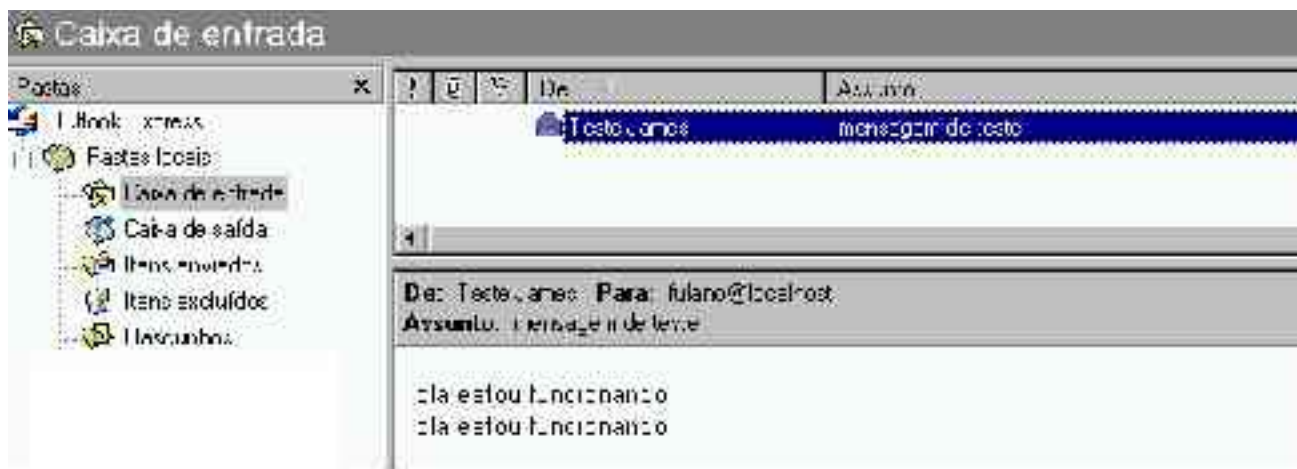 Caixa de entrada
Pastas
! De Assunto
Outlook Express
Teste James mensagem de teste
Pastas locais
Caixa de entrada
Caixa de saída
Itens enviados
Itens excluídos
Rascunhos
De: Teste James Para: fulano@localhost
Assunto: mensagem de teste
ola estou funcionando
ola estou funcionando